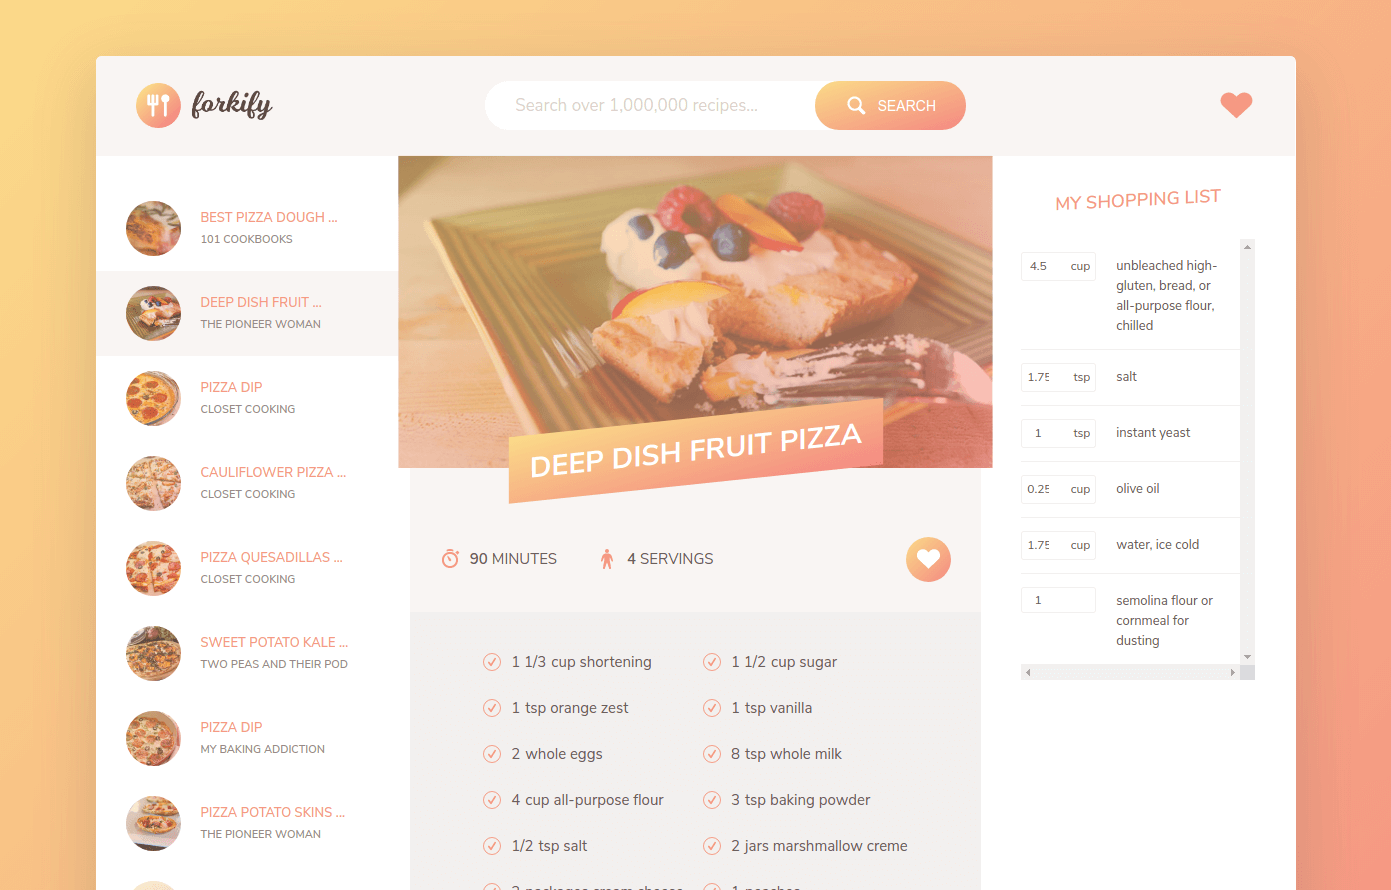 forkify
Search over 1,000,000 recipes...
SEARCH
BEST PIZZA DOUGH ...
101 COOKBOOKS
DEEP DISH FRUIT ...
THE PIONEER WOMAN
PIZZA DIP
CLOSET COOKING
CAULIFLOWER PIZZA ...
CLOSET COOKING
PIZZA QUESADILLAS ...
CLOSET COOKING
SWEET POTATO KALE ...
TWO PEAS AND THEIR POD
PIZZA DIP
MY BAKING ADDICTION
PIZZA POTATO SKINS ...
THE PIONEER WOMAN
DEEP DISH FRUIT PIZZA
90 MINUTES
4 SERVINGS
1 1/3 cup shortening
1 1/2 cup sugar
1 tsp orange zest
1 tsp vanilla
2 whole eggs
8 tsp whole milk
4 cup all-purpose flour
3 tsp baking powder
1/2 tsp salt
2 jars marshmallow creme
MY SHOPPING LIST
4.5 cup unbleached high-
gluten, bread, or
all-purpose flour,
chilled
1.75 tsp salt
1 tsp instant yeast
0.25 cup olive oil
1.75 cup water, ice cold
1 semolina flour or
cornmeal for
dusting